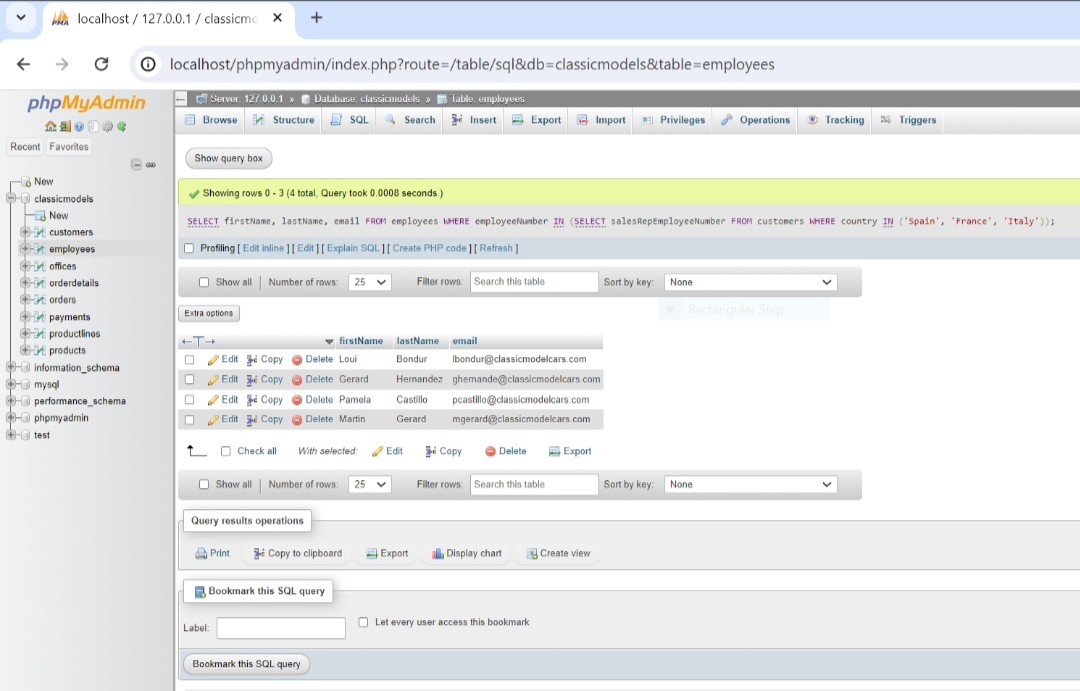 localhost / 127.0.0.1 / classicmo
localhost/phpmyadmin/index.php?route=/table/sql&db=classicmodels&table=employees
phpMyAdmin
Recent Favorites
New
classicmodels
New
customers
employees
offices
orderdetails
orders
payments
productlines
products
information_schema
mysql
performance_schema
phpmyadmin
test
Server: 127.0.0.1 » Database: classicmodels » Table: employees
Browse Structure SQL Search Insert Export Import Privileges Operations Tracking Triggers
Show query box
Showing rows 0 - 3 (4 total, Query took 0.0008 seconds.)
SELECT firstName, lastName, email FROM employees WHERE employeeNumber IN (SELECT salesRepEmployeeNumber FROM customers WHERE country IN ('Spain', 'France', 'Italy'));
Profiling [ Edit inline ] [ Edit ] [ Explain SQL ] [ Create PHP code ] [ Refresh ]
Show all | Number of rows: 25 Filter rows: Search this table Sort by key: None
Rectangular Snip
Extra options
←T→ firstName lastName email
Edit Copy Delete Loui Bondur lbondur@classicmodelcars.com
Edit Copy Delete Gerard Hernandez ghernande@classicmodelcars.com
Edit Copy Delete Pamela Castillo pcastillo@classicmodelcars.com
Edit Copy Delete Martin Gerard mgerard@classicmodelcars.com
Check all With selected: Edit Copy Delete Export
Show all | Number of rows: 25 Filter rows: Search this table Sort by key: None
Query results operations
Print Copy to clipboard Export Display chart Create view
Bookmark this SQL query
Label: Let every user access this bookmark
Bookmark this SQL query